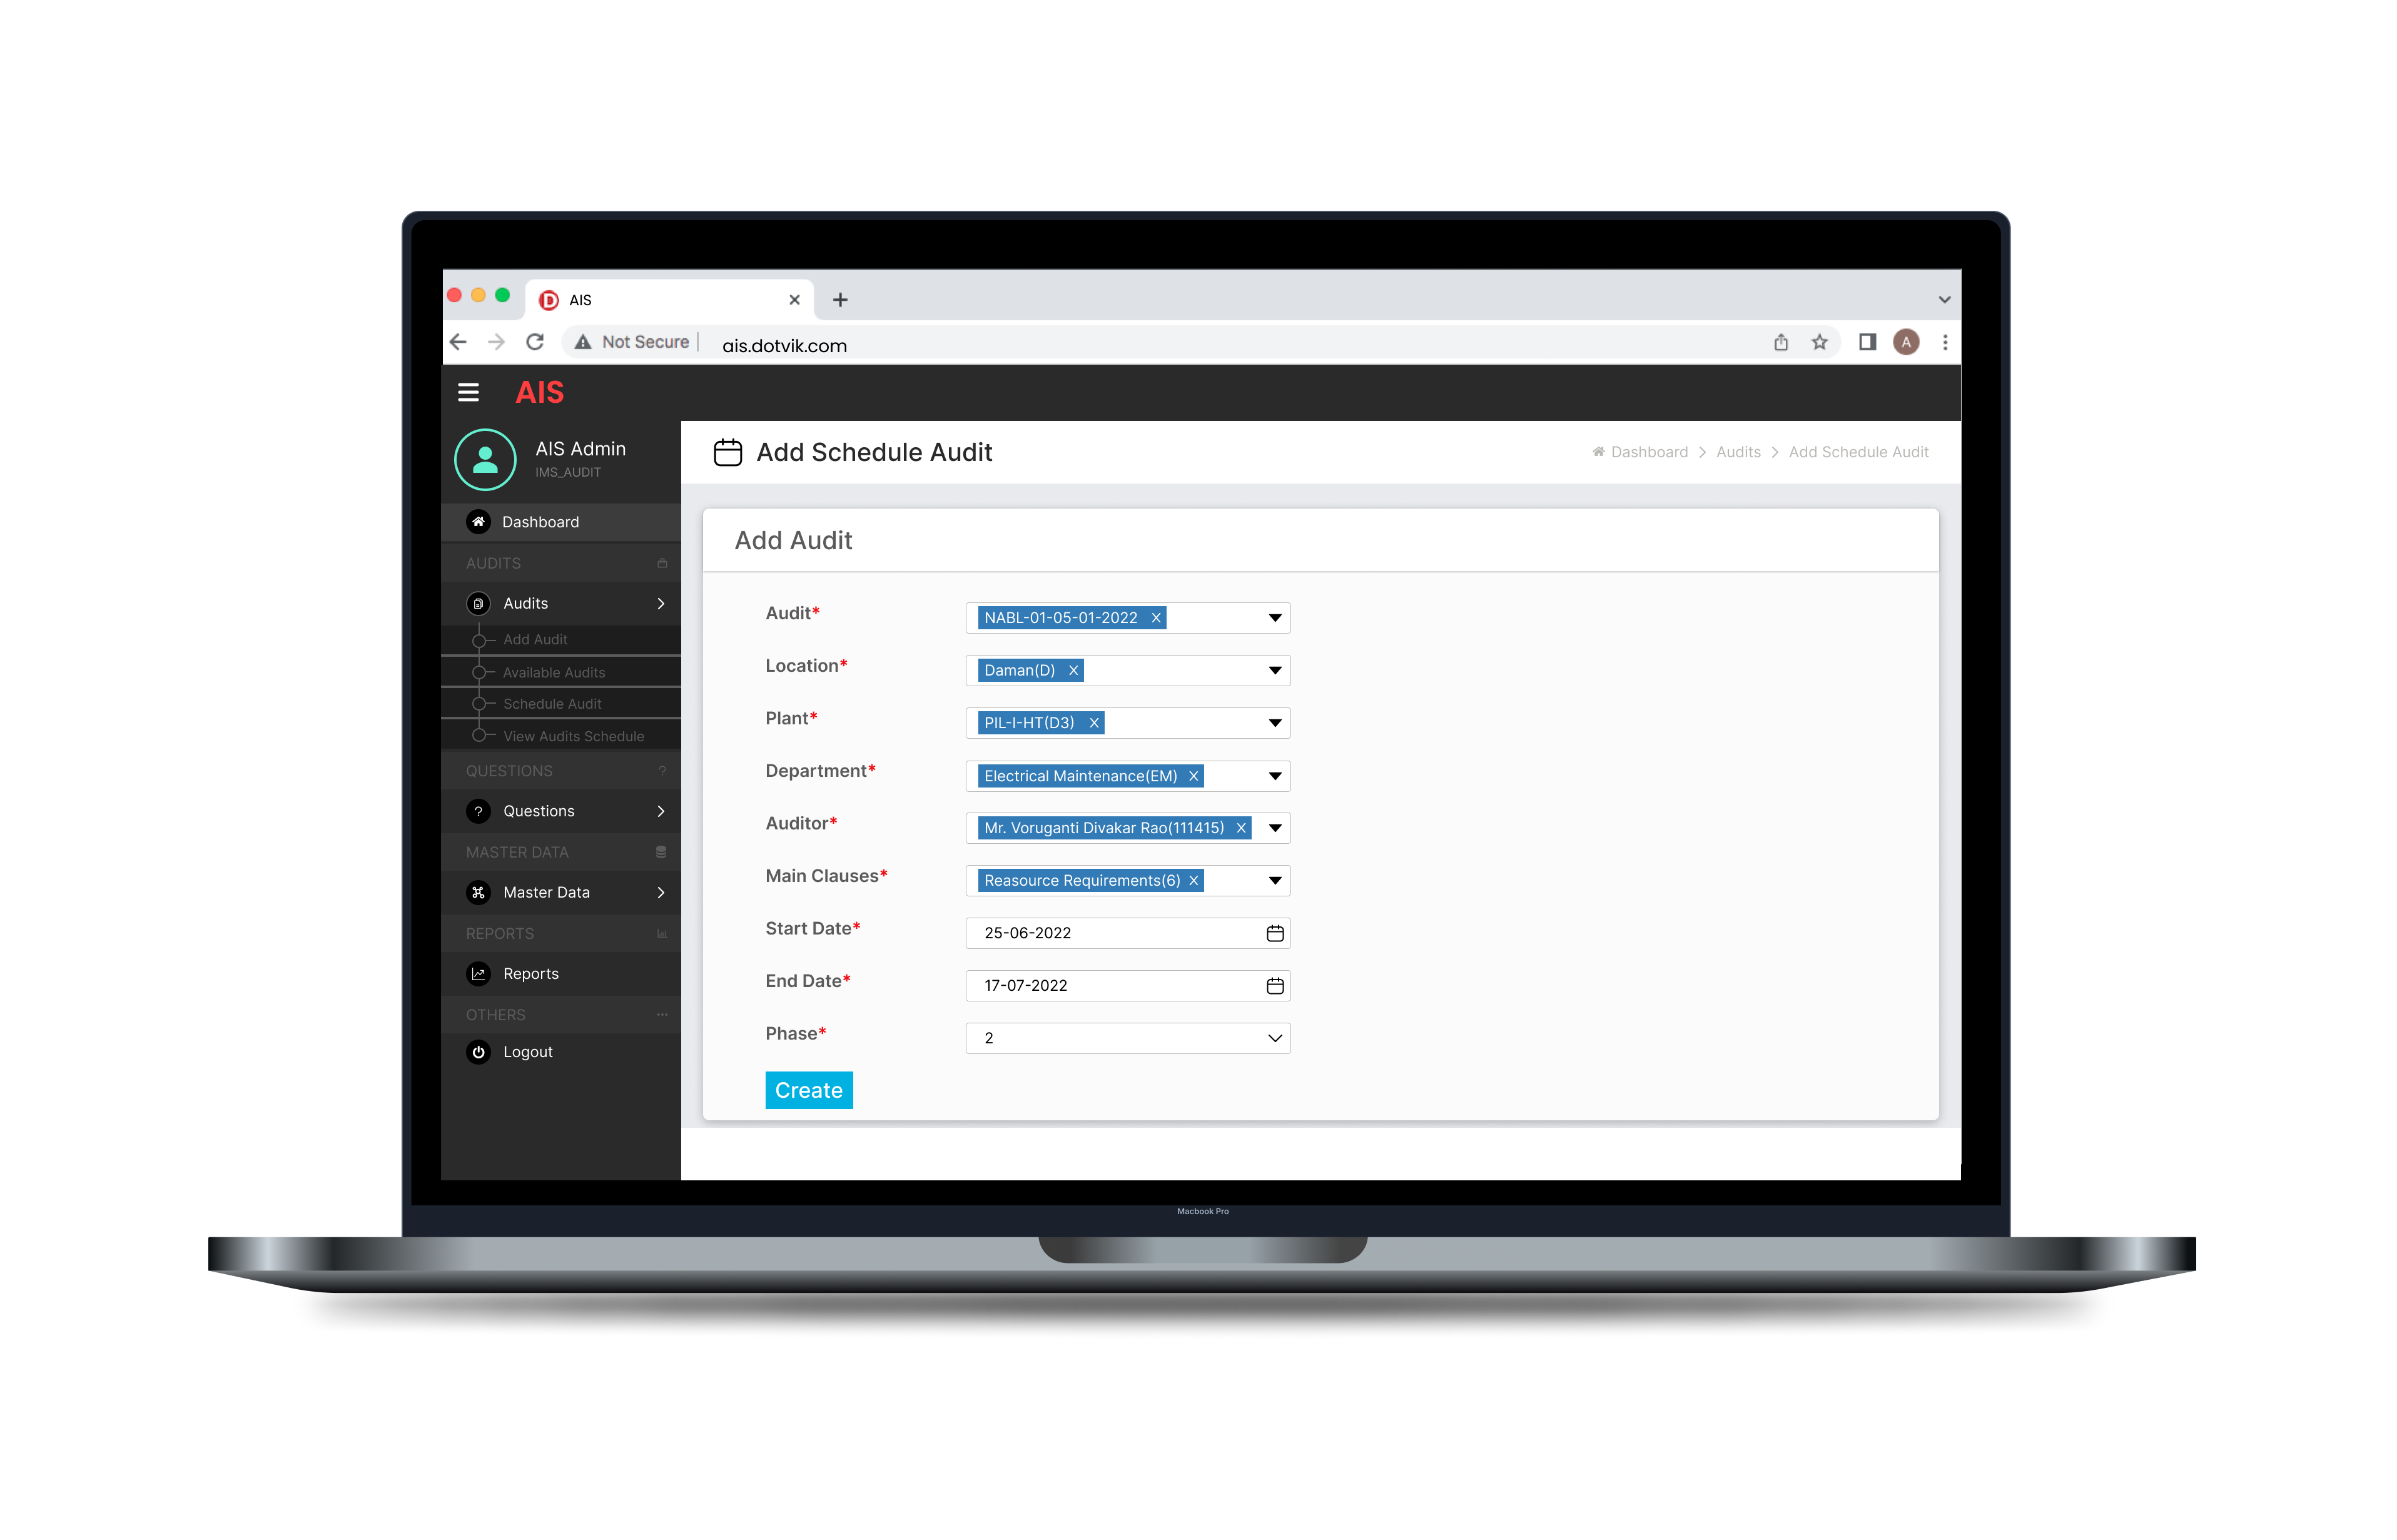 AIS
Not Secure
ais.dotvik.com
A
AIS
AIS Admin
IMS_AUDIT
Dashboard
AUDITS
Audits
Add Audit
Available Audits
Schedule Audit
View Audits Schedule
QUESTIONS ?
? Questions
MASTER DATA
Master Data
REPORTS
Reports
OTHERS
Logout
Add Schedule Audit
Dashboard > Audits > Add Schedule Audit
Add Audit
Audit* NABL-01-05-01-2022 X
Location* Daman(D) X
Plant* PIL-I-HT(D3) X
Department* Electrical Maintenance(EM) X
Auditor* Mr. Voruganti Divakar Rao(111415) X
Main Clauses* Reasource Requirements(6) X
Start Date* 25-06-2022
End Date* 17-07-2022
Phase* 2
Create
Macbook Pro